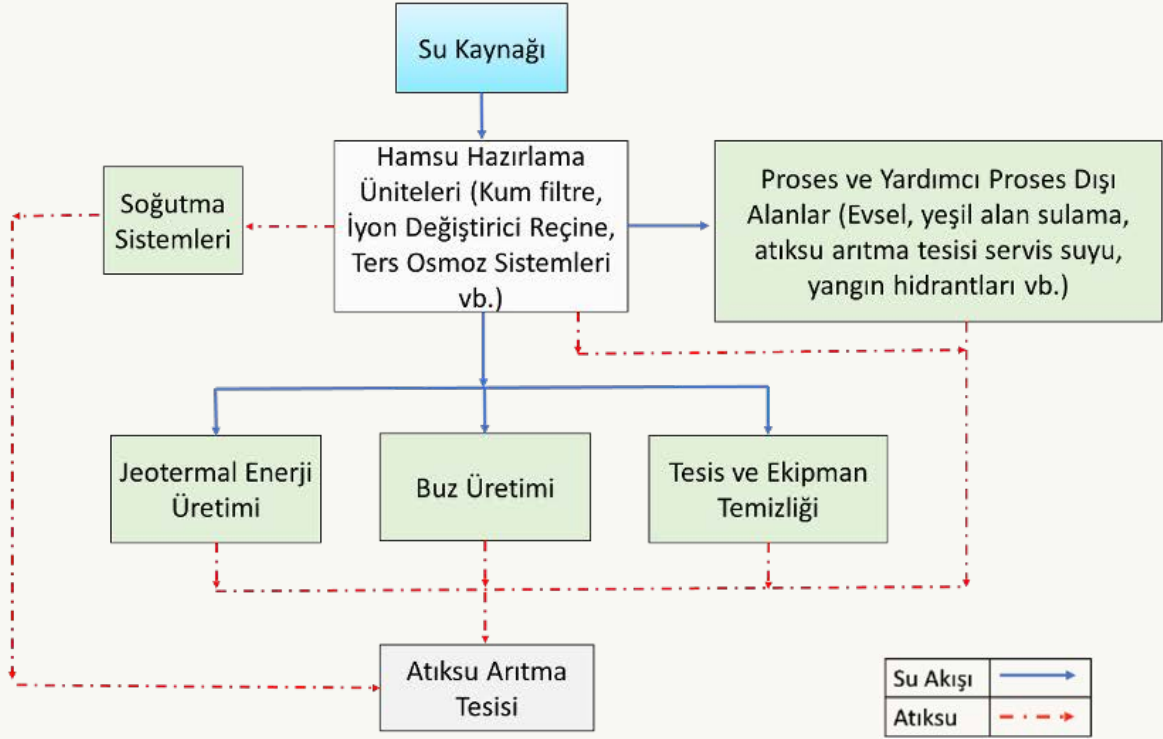 Su Kaynağı
Hamsu Hazırlama
Üniteleri (Kum filtre,
İyon Değiştirici Reçine,
Ters Osmoz Sistemleri
vb.)
Soğutma
Sistemleri
Proses ve Yardımcı Proses Dışı
Alanlar (Evsel, yeşil alan sulama,
atıksu arıtma tesisi servis suyu,
yangın hidrantları vb.)
Jeotermal Enerji
Üretimi
Buz Üretimi
Tesis ve Ekipman
Temizliği
Atıksu Arıtma
Tesisi
Su Akışı
Atıksu